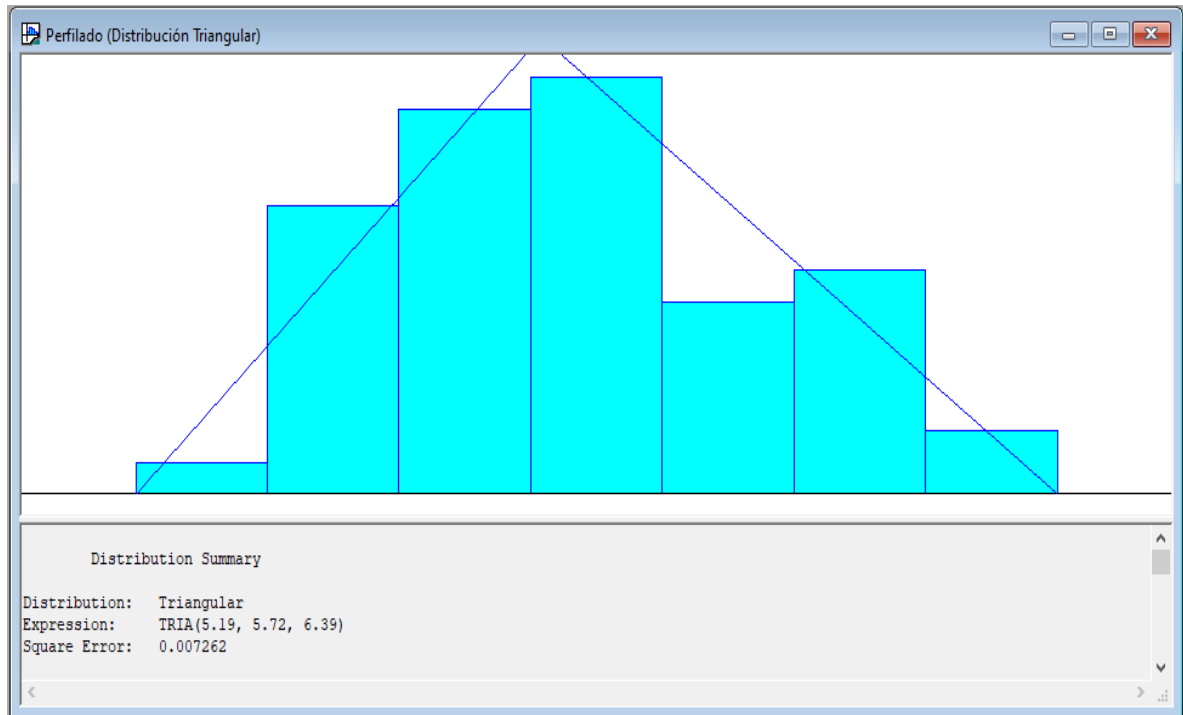 Perfilado (Distribución Triangular)
Distribution Summary
Distribution: Triangular
Expression: TRIA(5.19, 5.72, 6.39)
Square Error: 0.007262